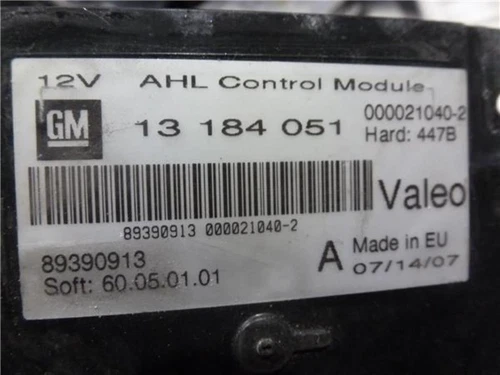 12V AHL Control Module
GM 13 184 051 000021040-2
Hard: 447B
Valeo
89390913 000021040-2
89390913 A Made in EU
Soft: 60.05.01.01 07/14/07